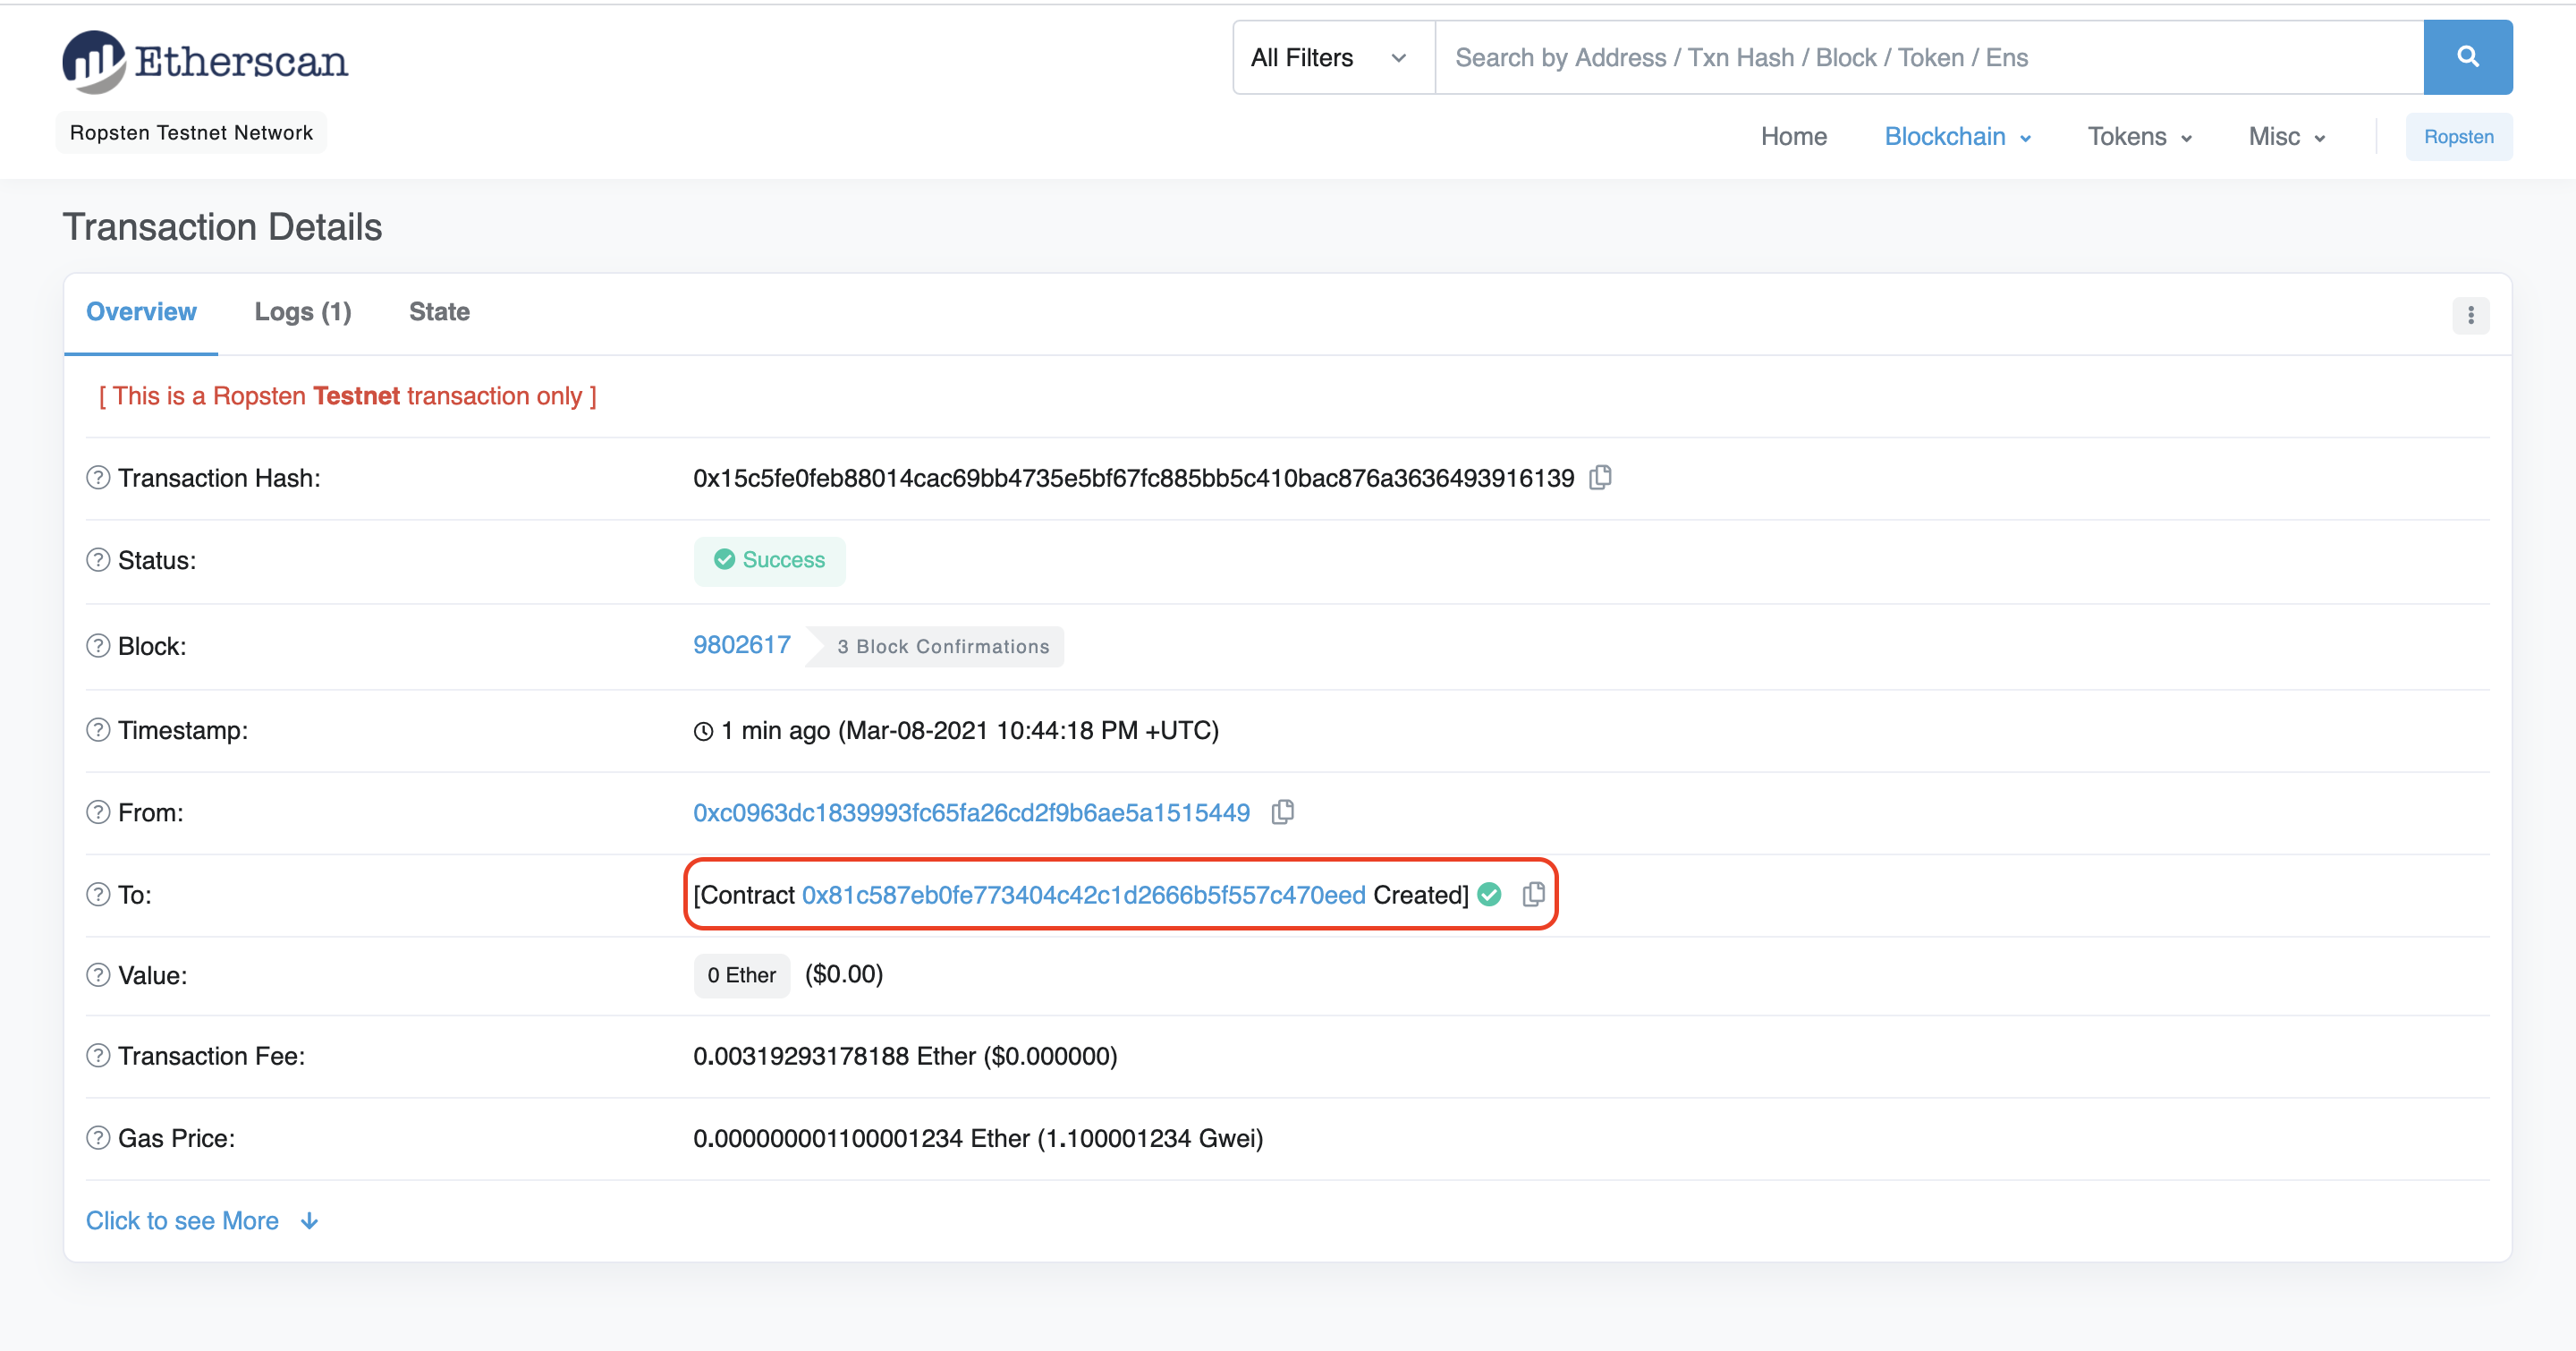 Etherscan
All Filters
Search by Address / Txn Hash / Block / Token / Ens
Ropsten Testnet Network
Home Blockchain Tokens Misc Ropsten
Transaction Details
Overview Logs (1) State
[ This is a Ropsten Testnet transaction only ]
Transaction Hash: 0x15c5fe0feb88014cac69bb4735e5bf67fc885bb5c410bac876a3636493916139
Status: Success
Block: 9802617 3 Block Confirmations
Timestamp: 1 min ago (Mar-08-2021 10:44:18 PM +UTC)
From: 0xc0963dc1839993fc65fa26cd2f9b6ae5a1515449
To: [Contract 0x81c587eb0fe773404c42c1d2666b5f557c470eed Created]
Value: 0 Ether ($0.00)
Transaction Fee: 0.00319293178188 Ether ($0.000000)
Gas Price: 0.000000001100001234 Ether (1.100001234 Gwei)
Click to see More